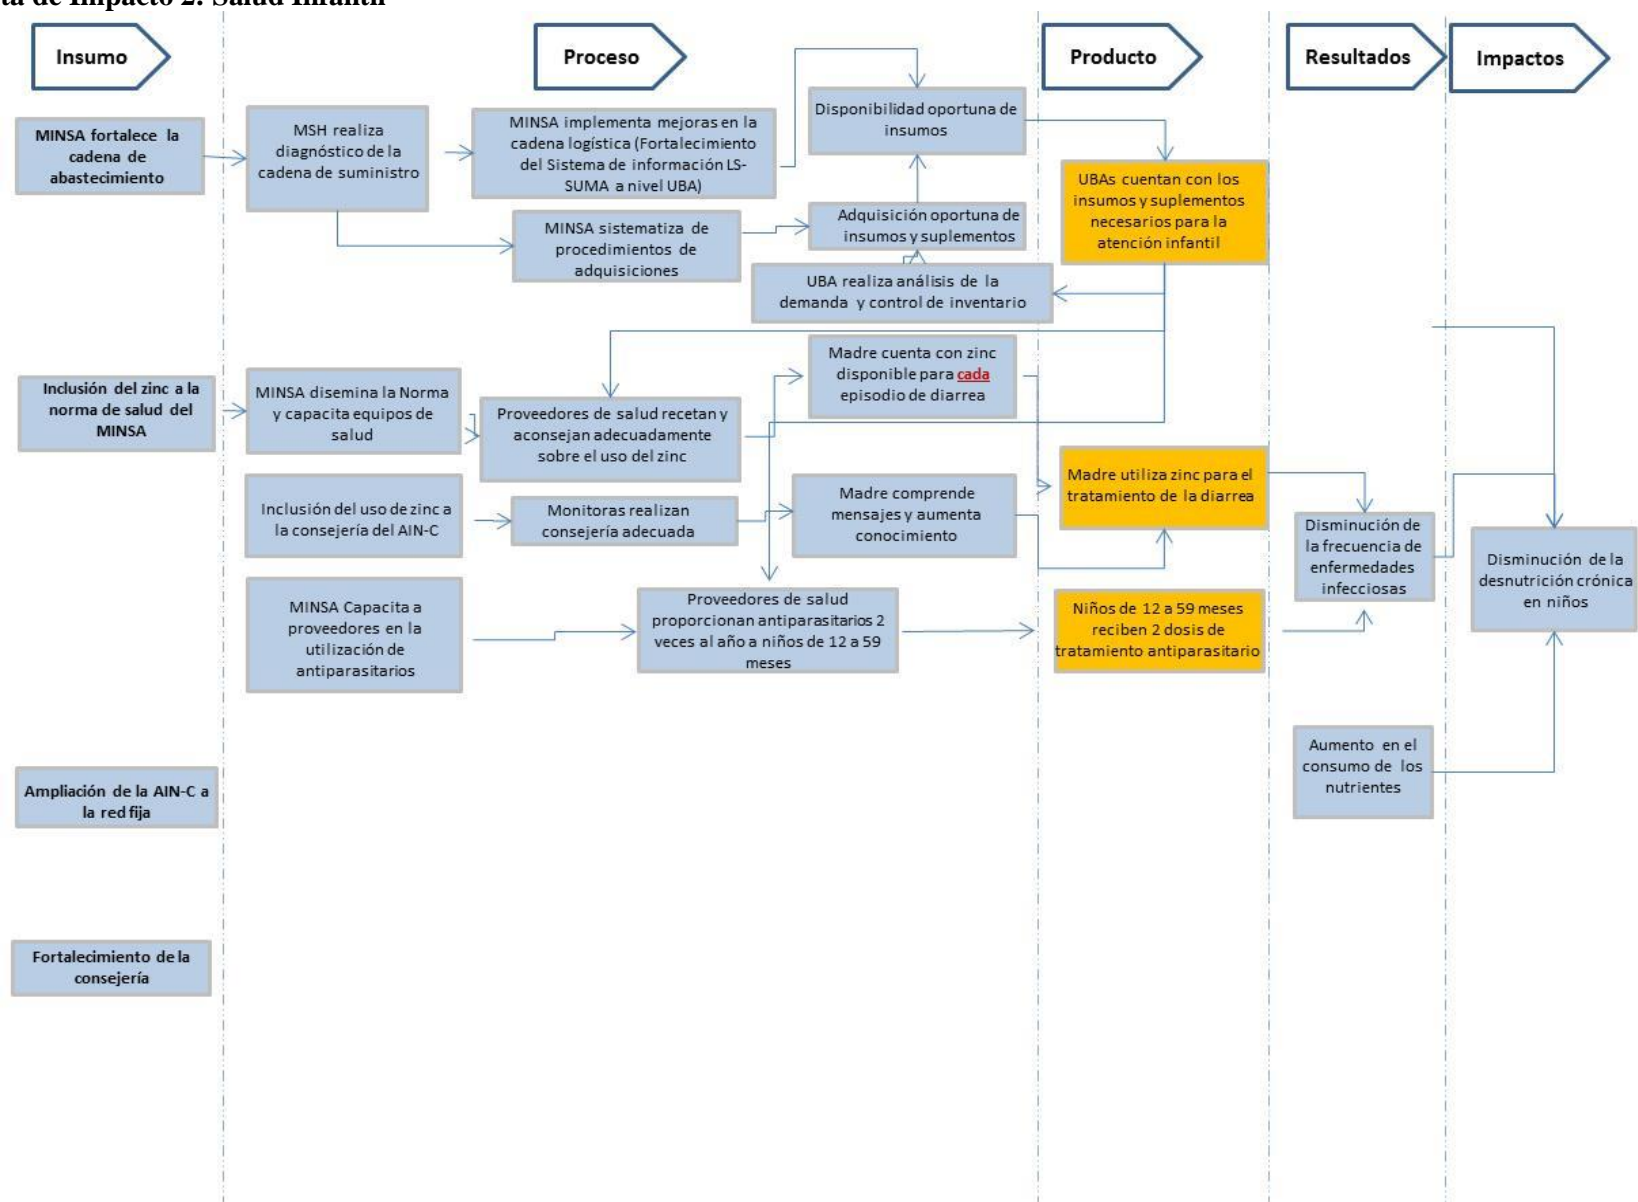 ta de Impacto 2: Salud Infantil
Insumo
Proceso
Producto
Resultados
Impactos
MINSA fortalece la
cadena de
abastecimiento
MSH realiza
diagnóstico de la
cadena de suministro
MINSA implementa mejoras en la
cadena logística (Fortalecimiento
del Sistema de información LS-
SUMA a nivel UBA)
Disponibilidad oportuna de
insumos
UBAs cuentan con los
insumos y suplementos
necesarios para la
atención infantil
MINSA sistematiza de
procedimientos de
adquisiciones
Adquisición oportuna de
insumos y suplementos
UBA realiza análisis de la
demanda y control de inventario
Inclusión del zinc a la
norma de salud del
MINSA
MINSA disemina la Norma
y capacita equipos de
salud
Proveedores de salud recetan y
aconsejan adecuadamente
sobre el uso del zinc
Madre cuenta con zinc
disponible para cada
episodio de diarrea
Madre utiliza zinc para el
tratamiento de la diarrea
Inclusión del uso de zinc a
la consejería del AIN-C
Monitoras realizan
consejería adecuada
Madre comprende
mensajes y aumenta
conocimiento
Disminución de
la frecuencia de
enfermedades
infecciosas
Disminución de la
desnutrición crónica
en niños
MINSA Capacita a
proveedores en la
utilización de
antiparasitarios
Proveedores de salud
proporcionan antiparasitarios 2
veces al año a niños de 12 a 59
meses
Niños de 12 a 59 meses
reciben 2 dosis de
tratamiento antiparasitario
Aumento en el
consumo de los
nutrientes
Ampliación de la AIN-C a
la red fija
Fortalecimiento de la
consejería